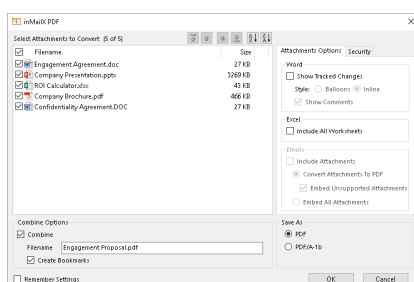 inMailX PDF
Select Attachments to Convert (5 of 5)
Filename Size
Engagement Agreement.doc 27 KB
Company Presentation.pptx 3269 KB
ROI Calculator.xlsx 43 KB
Company Brochure.pdf 466 KB
Confidentiality Agreement.DOC 27 KB
Attachments Options Security
Word
Show Tracked Changes
Style: Balloons Inline
Show Comments
Excel
Include All Worksheets
Emails
Include Attachments
Convert Attachments To PDF
Embed Unsupported Attachments
Embed All Attachments
Combine Options
Combine
Filename Engagement Proposal.pdf
Create Bookmarks
Save As
PDF
PDF/A-1b
Remember Settings
OK Cancel